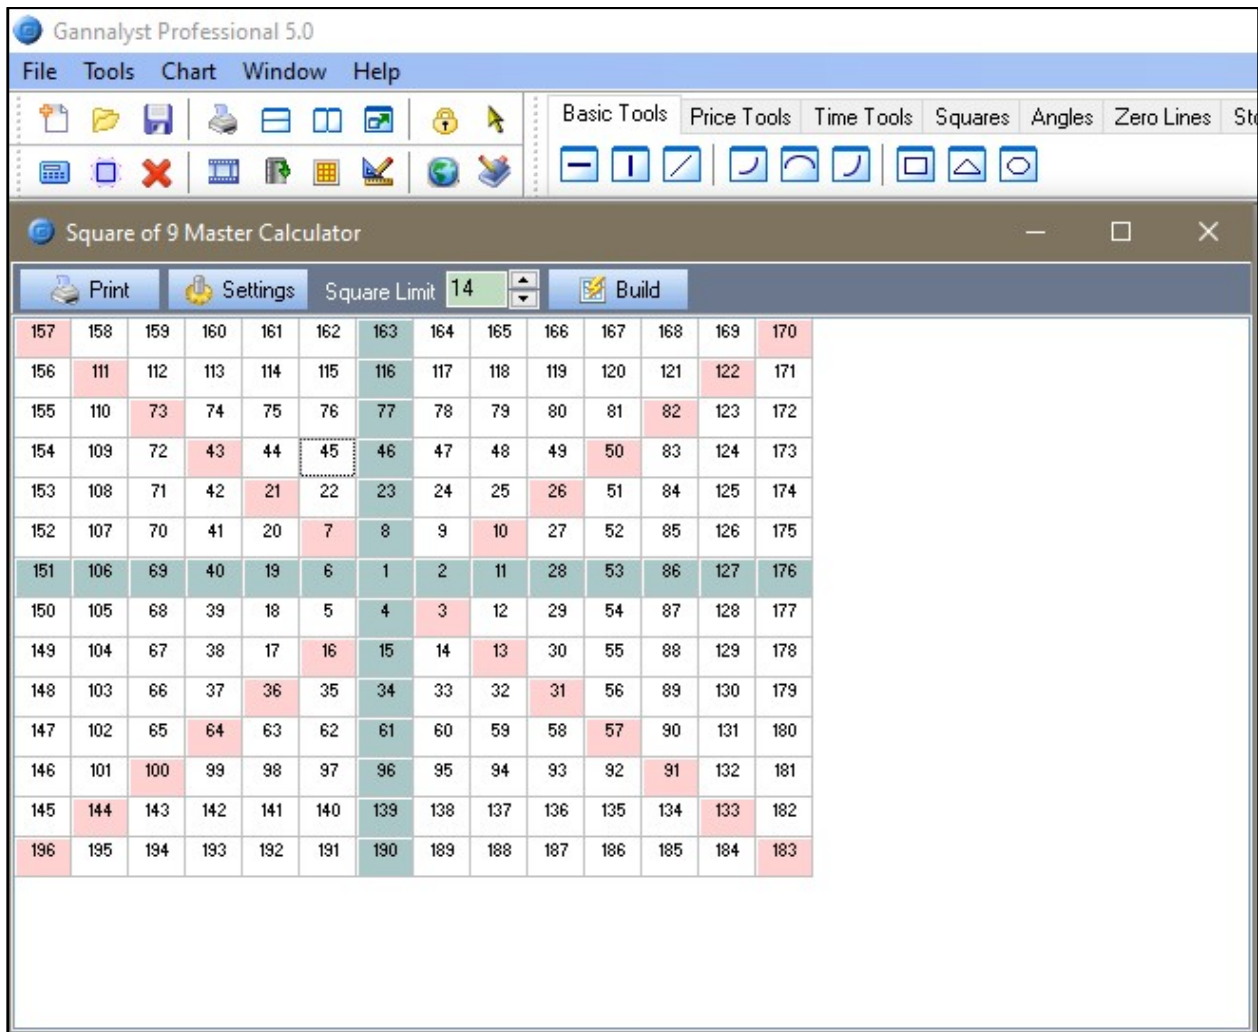 Gannalyst Professional 5.0
File Tools Chart Window Help
Basic Tools Price Tools Time Tools Squares Angles Zero Lines
Square of 9 Master Calculator
Print Settings Square Limit 14 Build
157 158 159 160 161 162 163 164 165 166 167 168 169 170
156 111 112 113 114 115 116 117 118 119 120 121 122 171
155 110 73 74 75 76 77 78 79 80 81 82 123 172
154 109 72 43 44 45 46 47 48 49 50 83 124 173
153 108 71 42 21 22 23 24 25 26 51 84 125 174
152 107 70 41 20 7 8 9 10 27 52 85 126 175
151 106 69 40 19 6 1 2 11 28 53 86 127 176
150 105 68 39 18 5 4 3 12 29 54 87 128 177
149 104 67 38 17 16 15 14 13 30 55 88 129 178
148 103 66 37 36 35 34 33 32 31 56 89 130 179
147 102 65 64 63 62 61 60 59 58 57 90 131 180
146 101 100 99 98 97 96 95 94 93 92 91 132 181
145 144 143 142 141 140 139 138 137 136 135 134 133 182
196 195 194 193 192 191 190 189 188 187 186 185 184 183